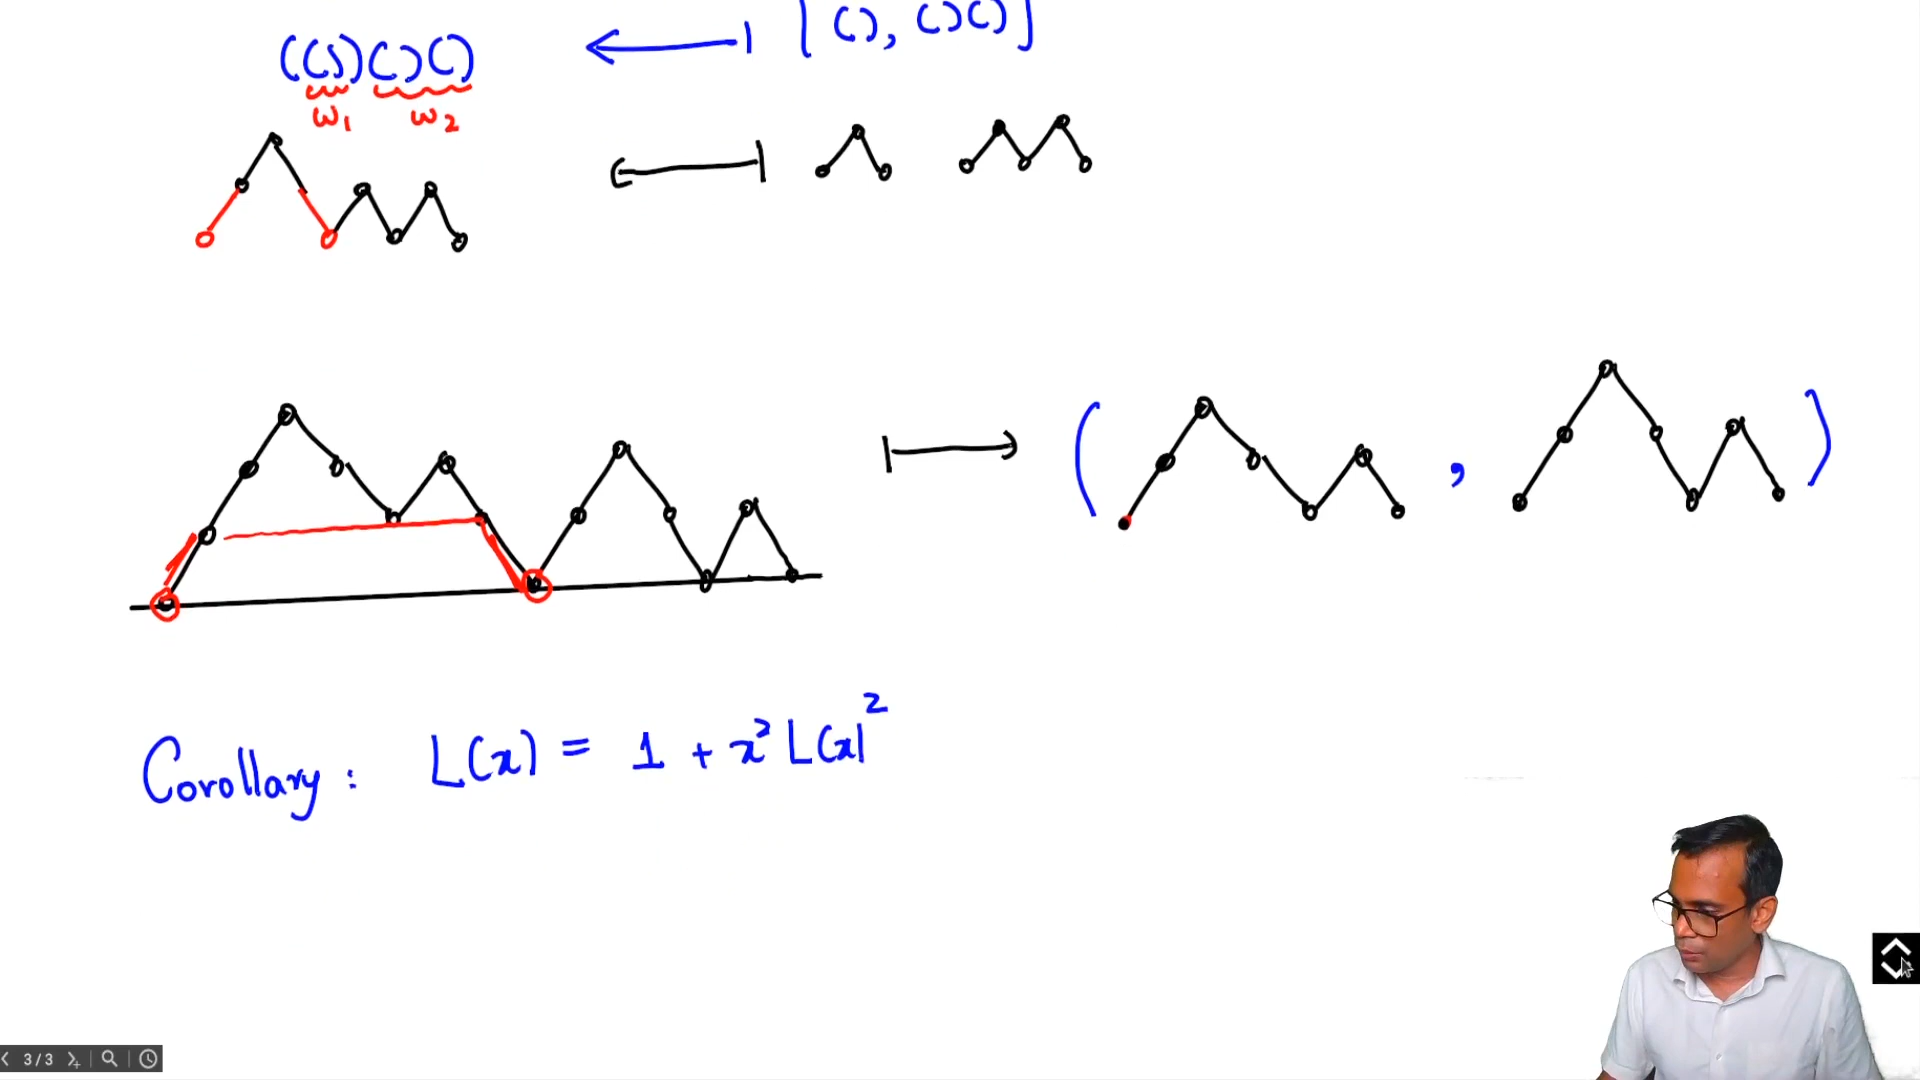 (())()() ⟻ [ (), ()() ]
w₁ w₂
( , )
Corollary: L(x) = 1 + x² L(x)²
3/3